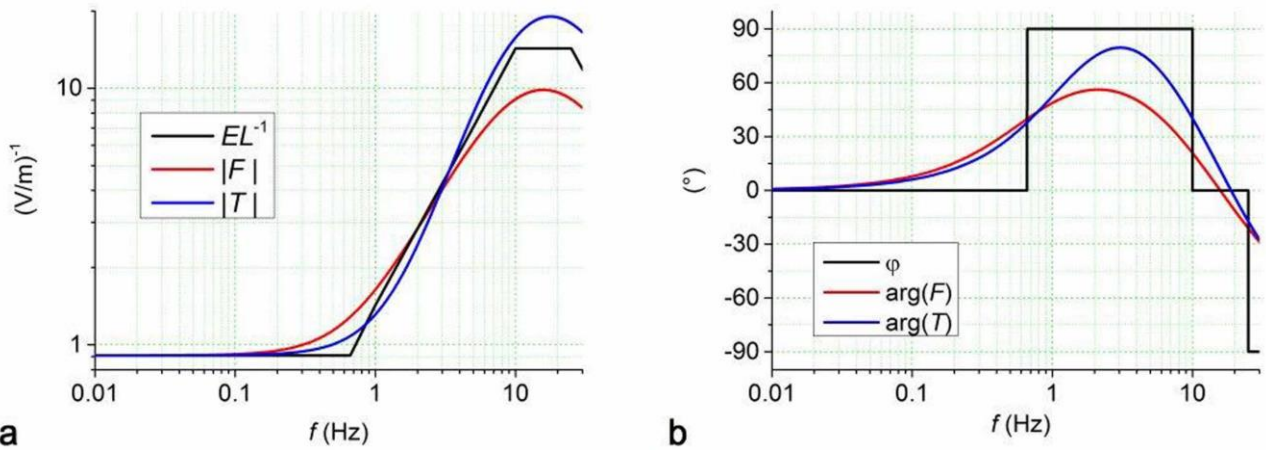 10
1
(V/m)⁻¹
EL⁻¹
|F|
|T|
0.01 0.1 1 10
f (Hz)
a
90
60
30
0
-30
-60
-90
(°)
φ
arg(F)
arg(T)
0.01 0.1 1 10
f (Hz)
b